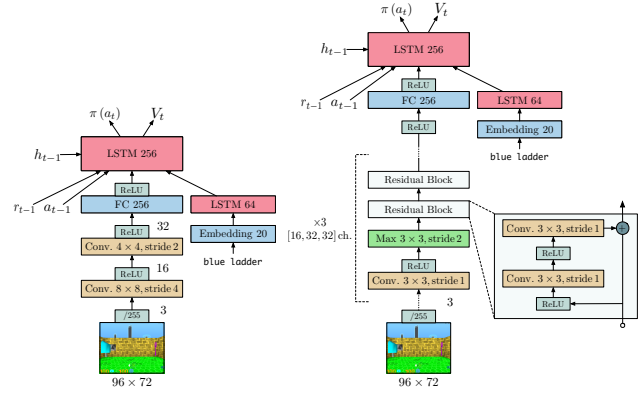 π(a_t) V_t
h_{t−1} LSTM 256
r_{t−1} a_{t−1}
ReLU
FC 256 LSTM 64
ReLU 32
Conv. 4 × 4, stride 2 Embedding 20
ReLU 16 blue ladder
Conv. 8 × 8, stride 4
/255 3
96 × 72
π(a_t) V_t
h_{t−1} LSTM 256
r_{t−1} a_{t−1}
ReLU
FC 256 LSTM 64
ReLU Embedding 20
blue ladder
Residual Block
Residual Block
×3
[16, 32, 32] ch.
Max 3 × 3, stride 2
Conv. 3 × 3, stride 1
3
/255
96 × 72
Conv. 3 × 3, stride 1 +
ReLU
Conv. 3 × 3, stride 1
ReLU